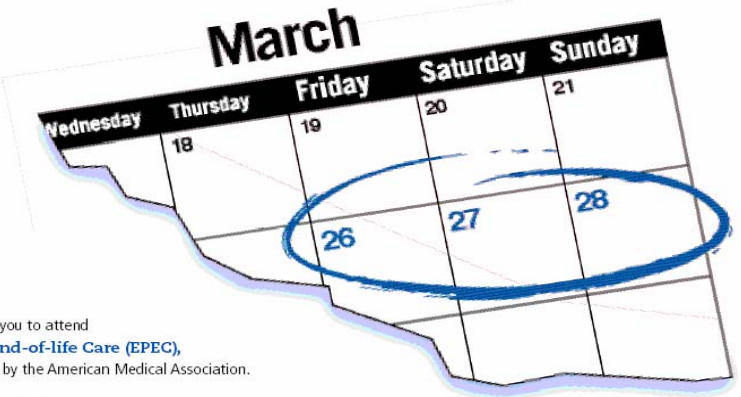 March
Wednesday Thursday Friday Saturday Sunday
18 19 20 21
26 27 28
you to attend
nd-of-life Care (EPEC),
by the American Medical Association.